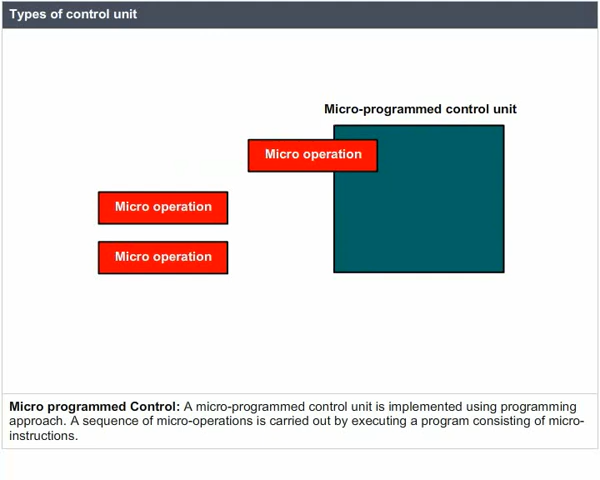 Types of control unit
Micro-programmed control unit
Micro operation
Micro operation
Micro operation
Micro programmed Control: A micro-programmed control unit is implemented using programming
approach. A sequence of micro-operations is carried out by executing a program consisting of micro-
instructions.